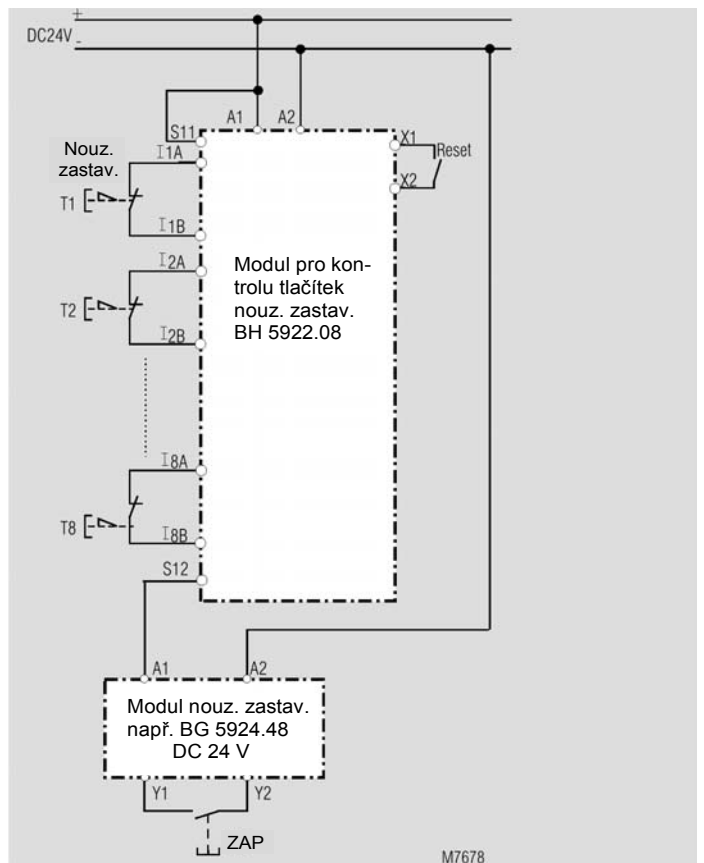 +
DC24V -
A1 A2
S11
X1
Nouz.
zastav.
I1A
Reset
X2
T1
I1B
I2A
Modul pro kon-
trolu tlačítek
nouz. zastav.
BH 5922.08
T2
I2B
I8A
T8
I8B
S12
A1 A2
Modul nouz. zastav.
např. BG 5924.48
DC 24 V
Y1 Y2
ZAP
M7678